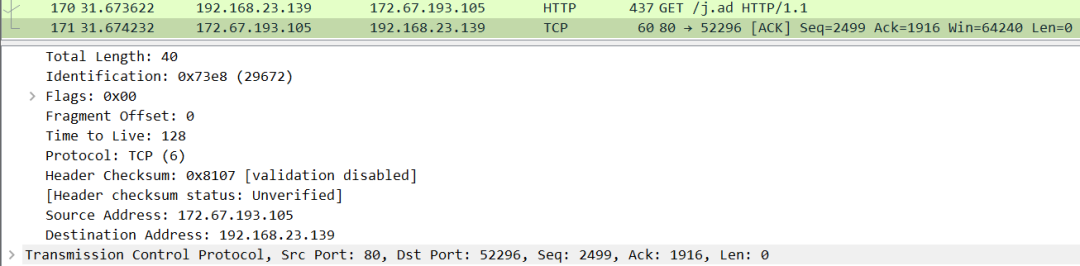 170 31.673622 192.168.23.139 172.67.193.105 HTTP 437 GET /j.ad HTTP/1.1
171 31.674232 172.67.193.105 192.168.23.139 TCP 60 80 → 52296 [ACK] Seq=2499 Ack=1916 Win=64240 Len=0
Total Length: 40
Identification: 0x73e8 (29672)
Flags: 0x00
Fragment Offset: 0
Time to Live: 128
Protocol: TCP (6)
Header Checksum: 0x8107 [validation disabled]
[Header checksum status: Unverified]
Source Address: 172.67.193.105
Destination Address: 192.168.23.139
Transmission Control Protocol, Src Port: 80, Dst Port: 52296, Seq: 2499, Ack: 1916, Len: 0